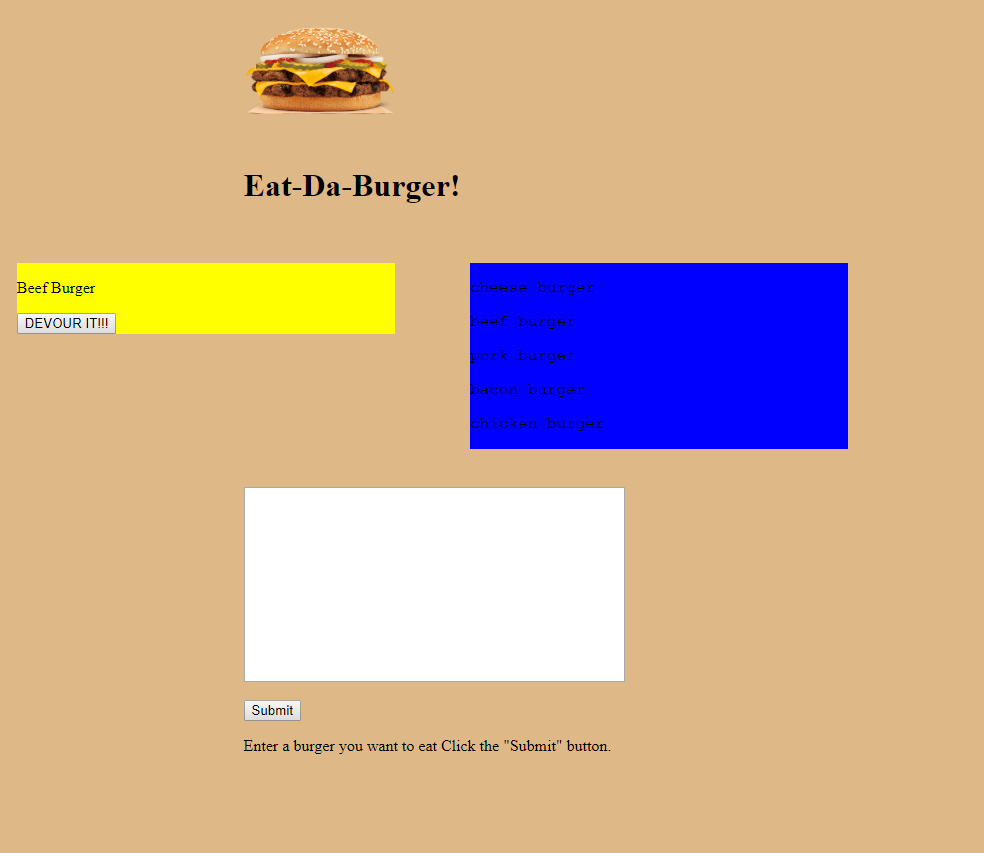 Eat-Da-Burger!
Beef Burger
DEVOUR IT!!!
cheese burger
beef burger
pork burger
bacon burger
chicken burger
Submit
Enter a burger you want to eat Click the "Submit" button.